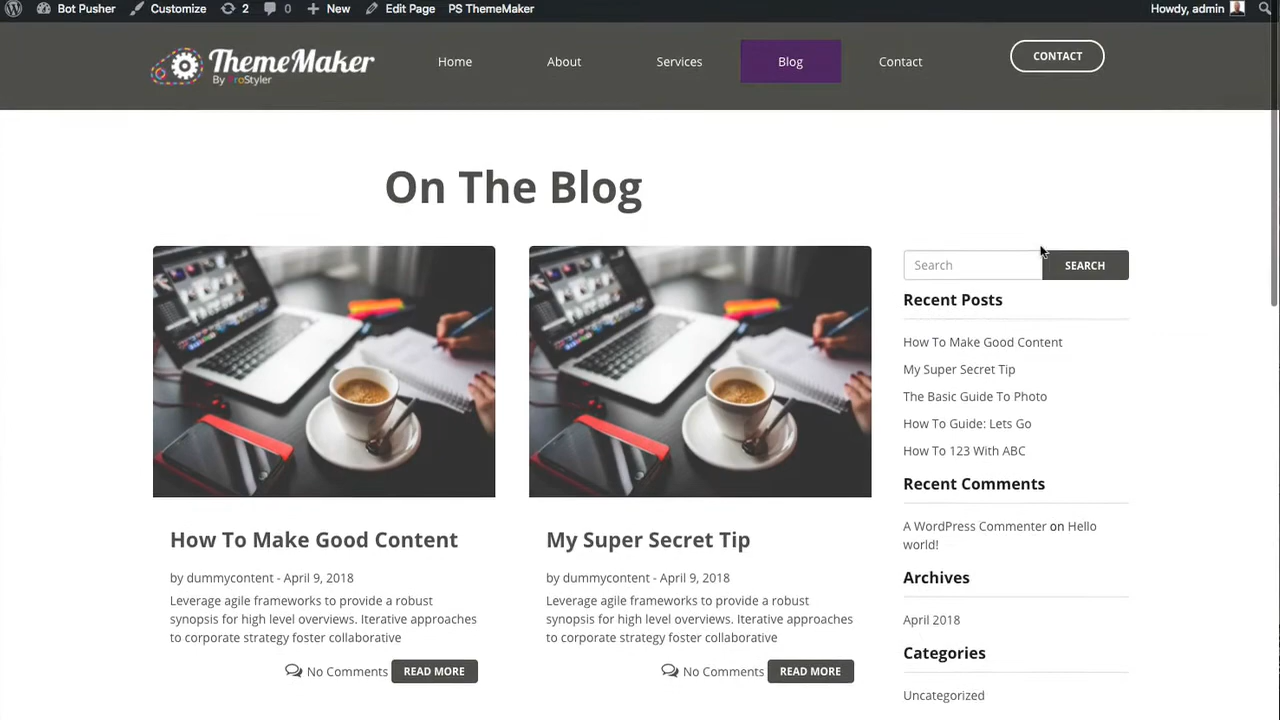 Bot Pusher Customize 2 0 New Edit Page PS ThemeMaker Howdy, admin
ThemeMaker
By ProStyler
Home About Services Blog Contact CONTACT
On The Blog
Search SEARCH
Recent Posts
How To Make Good Content
My Super Secret Tip
The Basic Guide To Photo
How To Guide: Lets Go
How To 123 With ABC
Recent Comments
A WordPress Commenter on Hello
world!
Archives
April 2018
Categories
Uncategorized
How To Make Good Content
by dummycontent - April 9, 2018
Leverage agile frameworks to provide a robust
synopsis for high level overviews. Iterative approaches
to corporate strategy foster collaborative
No Comments READ MORE
My Super Secret Tip
by dummycontent - April 9, 2018
Leverage agile frameworks to provide a robust
synopsis for high level overviews. Iterative approaches
to corporate strategy foster collaborative
No Comments READ MORE